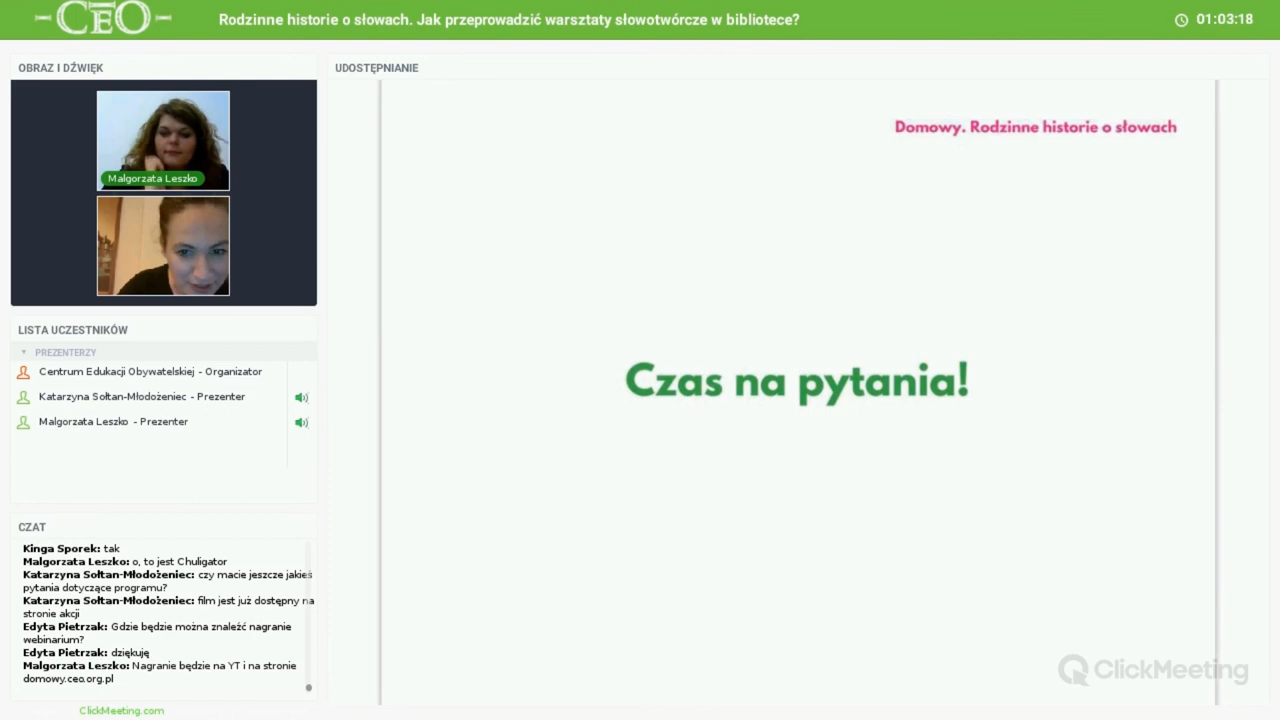 CEO
Rodzinne historie o słowach. Jak przeprowadzić warsztaty słowotwórcze w bibliotece?
01:03:18
OBRAZ I DŹWIĘK
Malgorzata Leszko
LISTA UCZESTNIKÓW
PREZENTERZY
Centrum Edukacji Obywatelskiej - Organizator
Katarzyna Sołtan-Młodożeniec - Prezenter
Malgorzata Leszko - Prezenter
CZAT
Kinga Sporek: tak
Malgorzata Leszko: o, to jest Chuligator
Katarzyna Sołtan-Młodożeniec: czy macie jeszcze jakieś
pytania dotyczące programu?
Katarzyna Sołtan-Młodożeniec: film jest już dostępny na
stronie akcji
Edyta Pietrzak: Gdzie będzie można znaleźć nagranie
webinarium?
Edyta Pietrzak: dziękuję
Malgorzata Leszko: Nagranie będzie na YT i na stronie
domowy.ceo.org.pl
ClickMeeting.com
UDOSTĘPNIANIE
Domowy. Rodzinne historie o słowach
Czas na pytania!
ClickMeeting